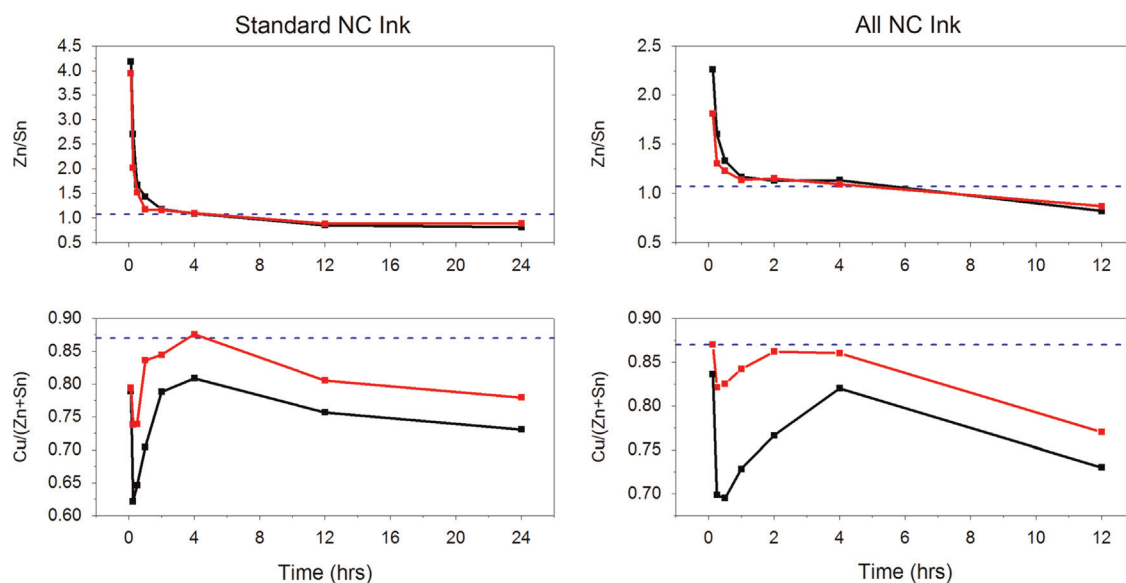 Standard NC Ink
All NC Ink
Zn/Sn
4.5
4.0
3.5
3.0
2.5
2.0
1.5
1.0
0.5
0 4 8 12 16 20 24
Zn/Sn
2.5
2.0
1.5
1.0
0.5
0 2 4 6 8 10 12
Cu/(Zn+Sn)
0.90
0.85
0.80
0.75
0.70
0.65
0.60
0 4 8 12 16 20 24
Time (hrs)
Cu/(Zn+Sn)
0.90
0.85
0.80
0.75
0.70
0 2 4 6 8 10 12
Time (hrs)